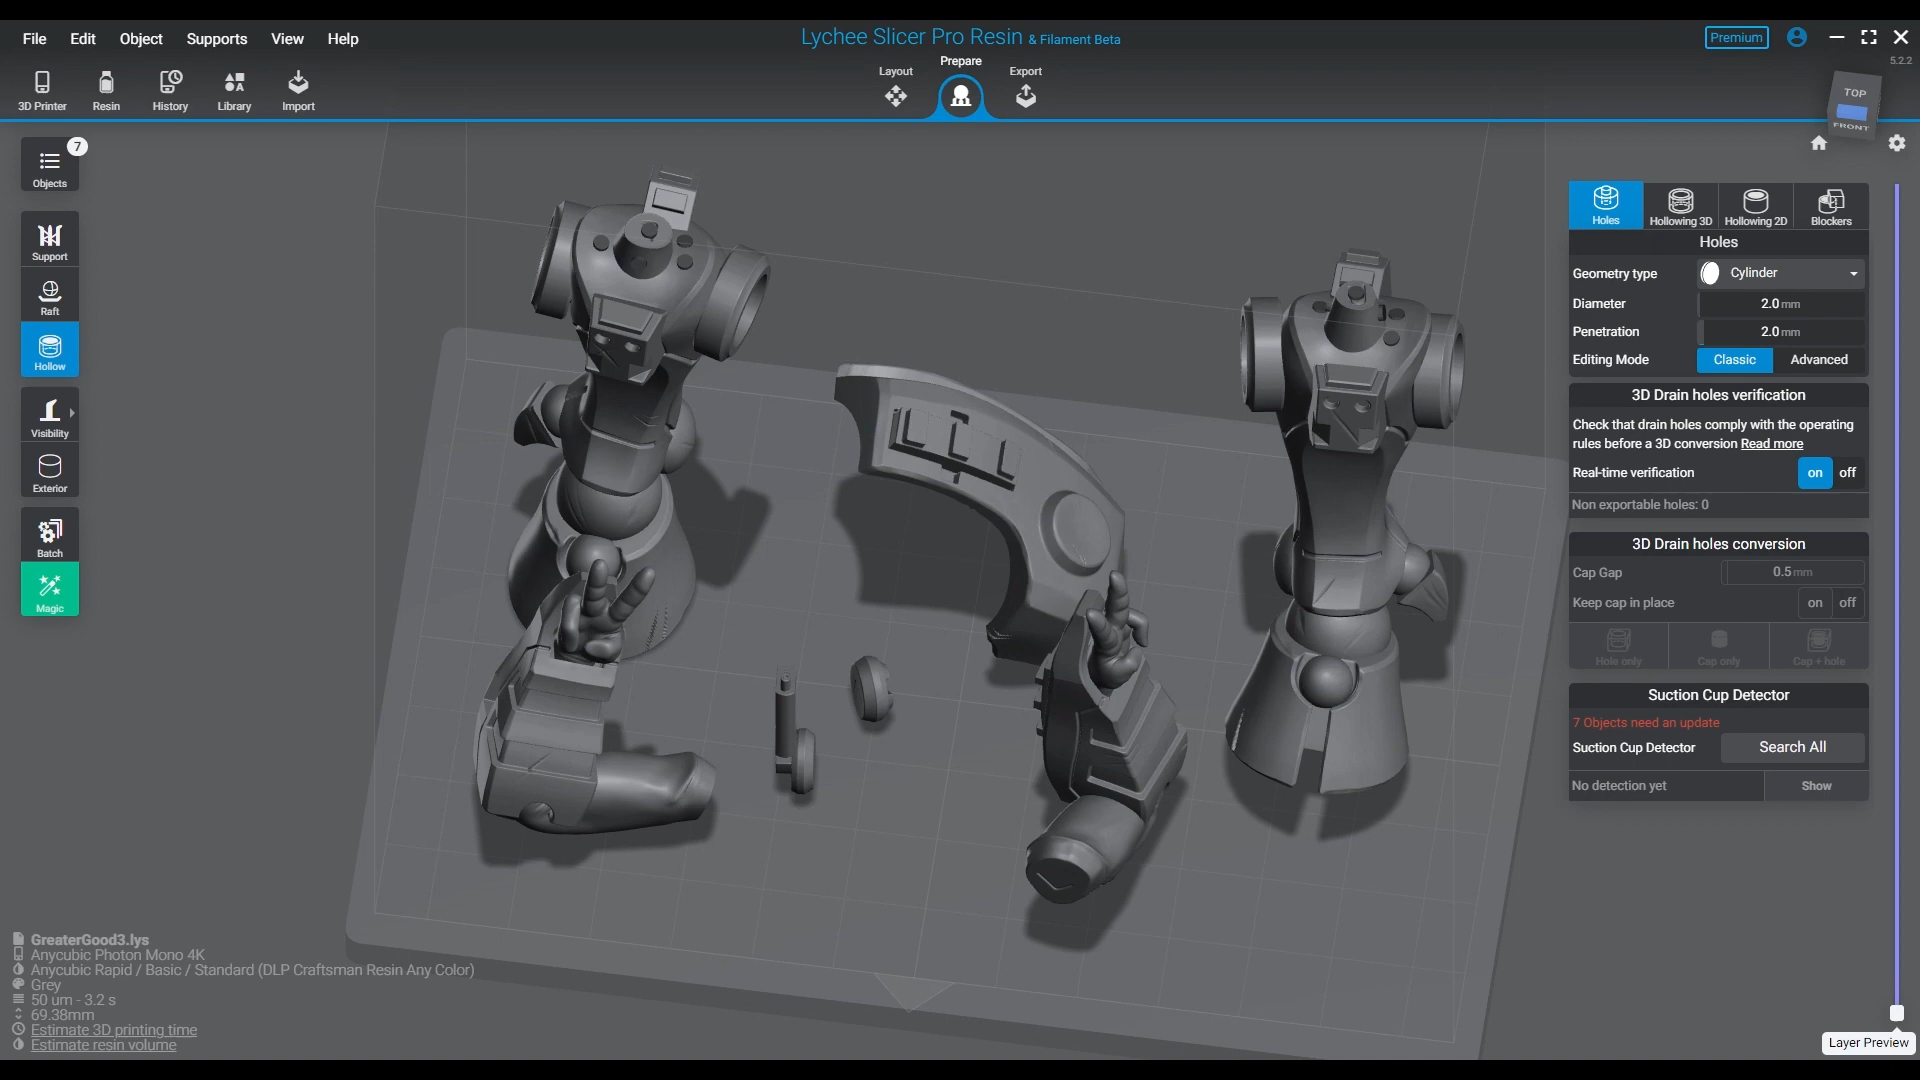 File Edit Object Supports View Help
Lychee Slicer Pro Resin & Filament Beta
Premium
5.2.2
3D Printer Resin History Library Import
Layout Prepare Export
TOP
FRONT
7
Objects
Support
Raft
Hollow
Visibility
Exterior
Batch
Magic
Holes Hollowing 3D Hollowing 2D Blockers
Holes
Geometry type Cylinder
Diameter 2.0 mm
Penetration 2.0 mm
Editing Mode Classic Advanced
3D Drain holes verification
Check that drain holes comply with the operating
rules before a 3D conversion Read more
Real-time verification on off
Non exportable holes: 0
3D Drain holes conversion
Cap Gap 0.5 mm
Keep cap in place on off
Hole only Cap only Cap + hole
Suction Cup Detector
7 Objects need an update
Suction Cup Detector Search All
No detection yet Show
GreaterGood3.lys
Anycubic Photon Mono 4K
Anycubic Rapid / Basic / Standard (DLP Craftsman Resin Any Color)
Grey
50 um - 3.2 s
69.38mm
Estimate 3D printing time
Estimate resin volume
Layer Preview